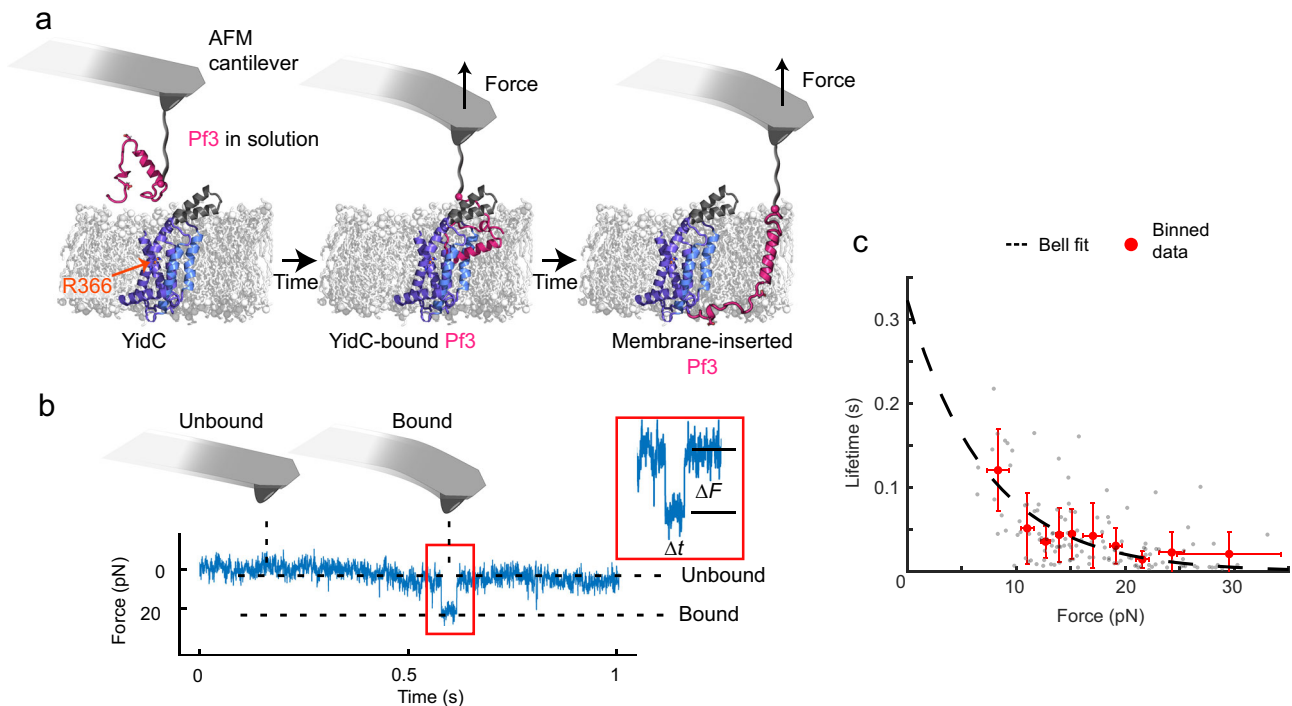 a
AFM
cantilever
Force
Force
Pf3 in solution
R366
Time
Time
YidC
YidC-bound Pf3
Membrane-inserted
Pf3
b
Unbound
Bound
ΔF
Δt
Force (pN)
0
20
Unbound
Bound
0
0.5
1
Time (s)
c
Bell fit
Binned
data
Lifetime (s)
0.3
0.2
0.1
0
10
20
30
Force (pN)